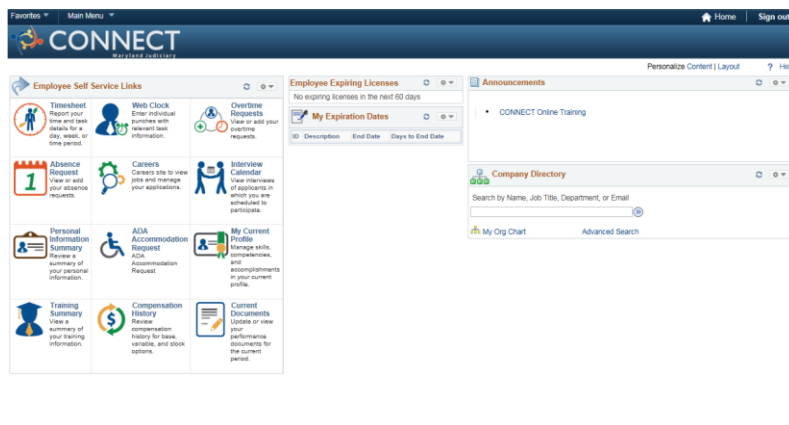 Favorites Main Menu
Home Sign out
CONNECT
Maryland Judiciary
Personalize Content | Layout ? He
Employee Self Service Links
Timesheet
Report your
time and task
details for a
day, week, or
time period.
Web Clock
Enter individual
punches with
relevant task
information.
Overtime
Requests
View or add your
overtime
requests.
1
Absence
Request
View or add
your absence
requests.
Careers
Careers site to view
jobs and manage
your applications.
Interview
Calendar
View interviews
of applicants in
which you are
scheduled to
participate.
Personal
Information
Summary
Review a
summary of
your personal
information.
ADA
Accommodation
Request
ADA
Accommodation
Request
My Current
Profile
Manage skills,
competencies,
and
accomplishments
in your current
profile.
Training
Summary
View a
summary of
your training
information.
$
Compensation
History
Review
compensation
history for base,
variable, and stock
options.
Current
Documents
Update or view
your
performance
documents for
the current
period.
Employee Expiring Licenses
No expiring licenses in the next 60 days
My Expiration Dates
ID Description End Date Days to End Date
Announcements
• CONNECT Online Training
Company Directory
Search by Name, Job Title, Department, or Email
My Org Chart Advanced Search